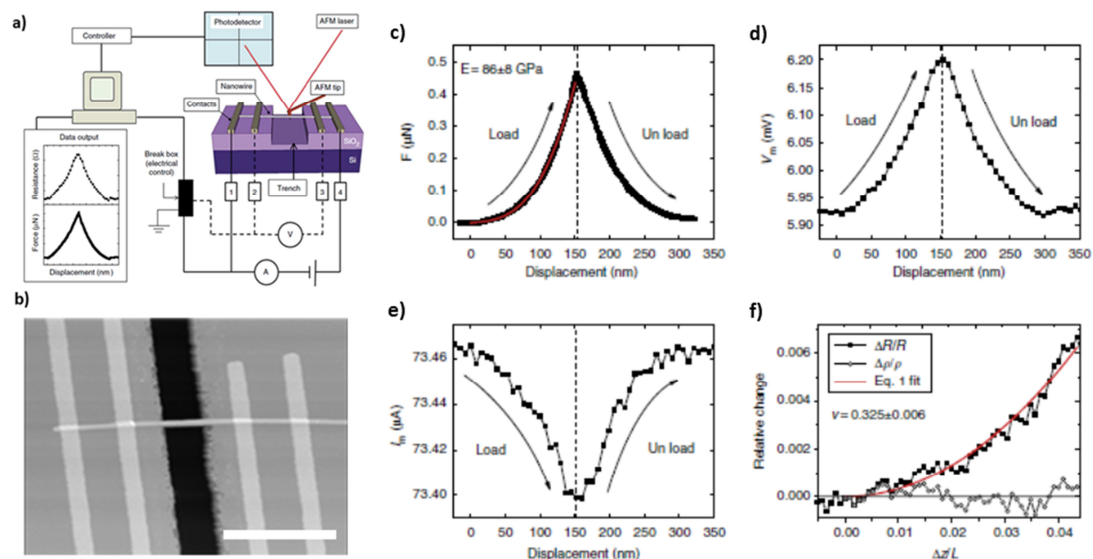 a)
Controller
Photodetector
AFM laser
Nanowire
AFM tip
Contacts
SiO₂
Si
Trench
Data output
Resistance (Ω)
Force (µN)
Displacement (nm)
Break box
(electrical
control)
1
2
3
4
V
A
b)
c)
E = 86±8 GPa
Load
Un load
F (µN)
0.5
0.4
0.3
0.2
0.1
0.0
0 50 100 150 200 250 300 350
Displacement (nm)
d)
Load
Un load
Vm (mV)
6.20
6.15
6.10
6.05
6.00
5.95
5.90
0 50 100 150 200 250 300 350
Displacement (nm)
e)
Load
Un load
Im (µA)
73.46
73.44
73.42
73.40
0 50 100 150 200 250 300 350
Displacement (nm)
f)
ΔR/R
Δρ/ρ
Eq. 1 fit
ν = 0.325±0.006
Relative change
0.006
0.004
0.002
0.000
0.00 0.01 0.02 0.03 0.04
Δz/L